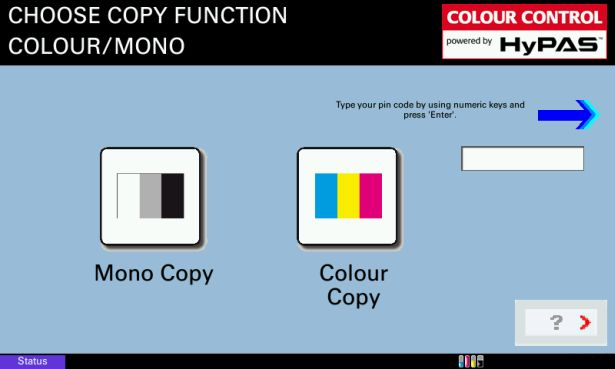 CHOOSE COPY FUNCTION
COLOUR/MONO
COLOUR CONTROL
powered by HyPAS™
Type your pin code by using numeric keys and
press 'Enter'.
Mono Copy
Colour
Copy
?
Status